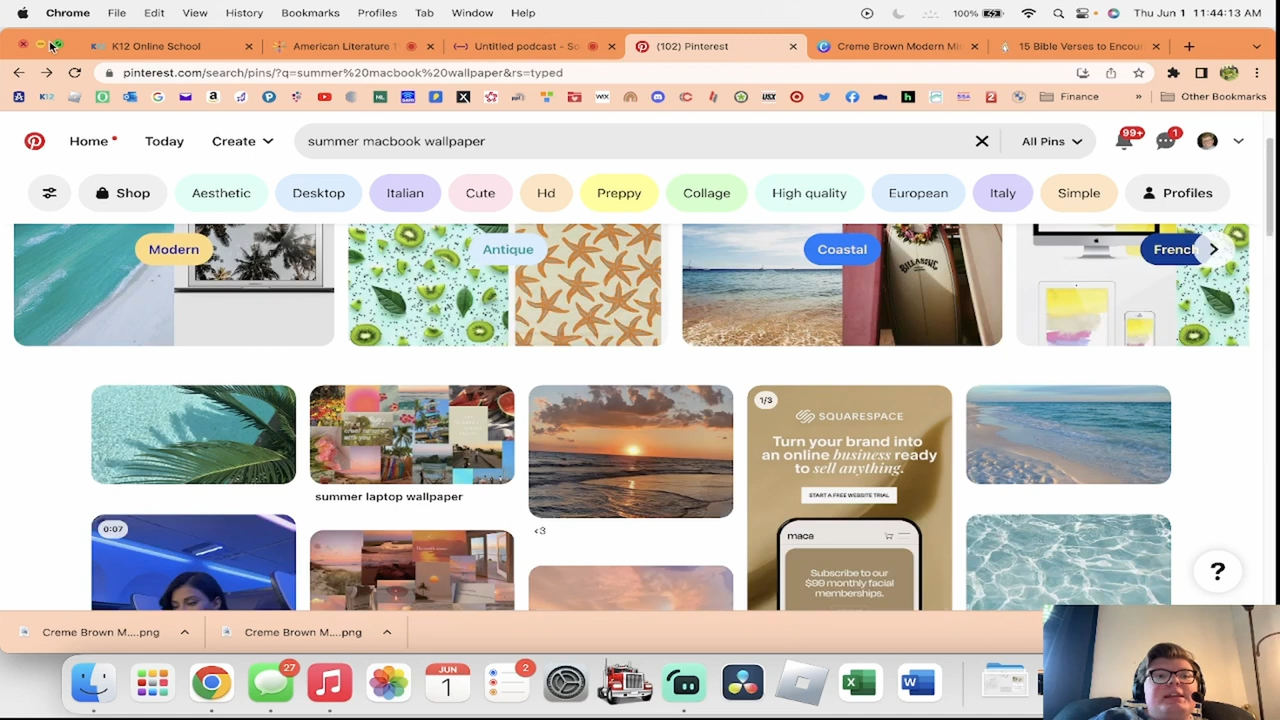 Chrome File Edit View History Bookmarks Profiles Tab Window Help 100% Thu Jun 1 11:44:13 AM
K12 Online School American Literature 1 Untitled podcast - So (102) Pinterest Creme Brown Modern Mi 15 Bible Verses to Encou
pinterest.com/search/pins/?q=summer%20macbook%20wallpaper&rs=typed
K12 Finance » Other Bookmarks
Home Today Create summer macbook wallpaper All Pins 99+ 1
Shop Aesthetic Desktop Italian Cute Hd Preppy Collage High quality European Italy Simple Profiles
Modern Antique Coastal French
BILLABONG
1/3
SQUARESPACE
Turn your brand into
an online business ready
to sell anything.
START A FREE WEBSITE TRIAL
summer laptop wallpaper
<3
0:07
maca
Subscribe to our
$99 monthly facial
memberships.
?
Creme Brown M....png Creme Brown M....png
27 JUN 1 2